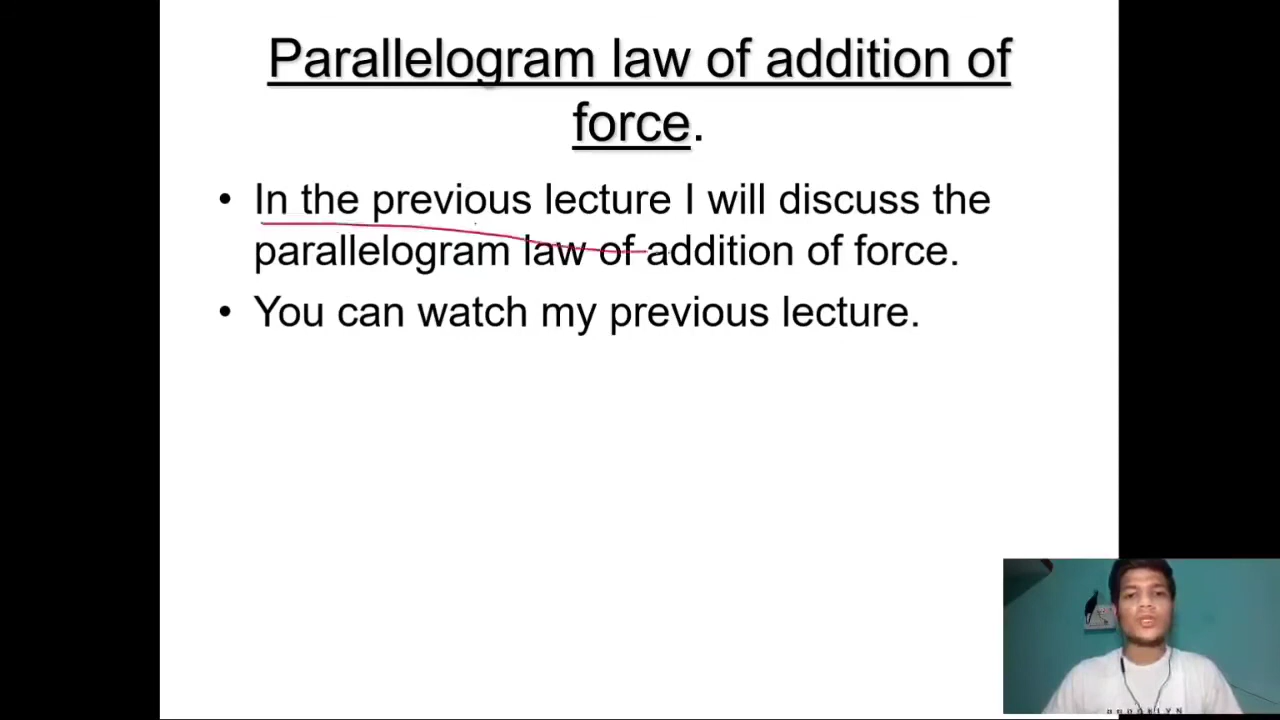 Parallelogram law of addition of
force.
• In the previous lecture I will discuss the
parallelogram law of addition of force.
• You can watch my previous lecture.